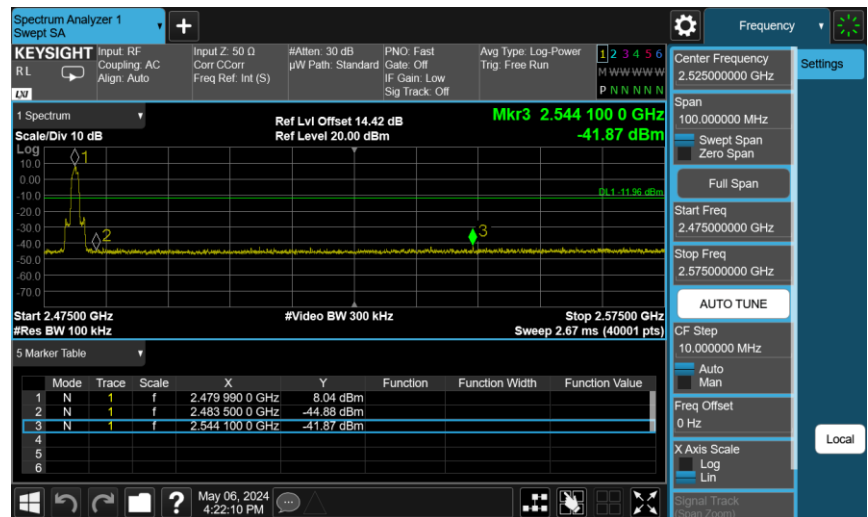 Spectrum Analyzer 1
Swept SA
+
Frequency
KEYSIGHT
RL
LXI
Input: RF
Coupling: AC
Align: Auto
Input Z: 50 Ω
Corr CCorr
Freq Ref: Int (S)
#Atten: 30 dB
µW Path: Standard
PNO: Fast
Gate: Off
IF Gain: Low
Sig Track: Off
Avg Type: Log-Power
Trig: Free Run
1 2 3 4 5 6
M W W W W W
P N N N N N
1 Spectrum
Scale/Div 10 dB
Ref Lvl Offset 14.42 dB
Ref Level 20.00 dBm
Mkr3 2.544 100 0 GHz
-41.87 dBm
Log
10.0
0.00
-10.0
-20.0
-30.0
-40.0
-50.0
-60.0
-70.0
1
2
3
DL1 -11.96 dBm
Start 2.47500 GHz
#Res BW 100 kHz
#Video BW 300 kHz
Stop 2.57500 GHz
Sweep 2.67 ms (40001 pts)
5 Marker Table
Mode Trace Scale X Y Function Function Width Function Value
1 N 1 f 2.479 990 0 GHz 8.04 dBm
2 N 1 f 2.483 500 0 GHz -44.88 dBm
3 N 1 f 2.544 100 0 GHz -41.87 dBm
4
5
6
?
May 06, 2024
4:22:10 PM
Center Frequency
2.525000000 GHz
Span
100.000000 MHz
Swept Span
Zero Span
Full Span
Start Freq
2.475000000 GHz
Stop Freq
2.575000000 GHz
AUTO TUNE
CF Step
10.000000 MHz
Auto
Man
Freq Offset
0 Hz
X Axis Scale
Log
Lin
Signal Track
(Span Zoom)
Settings
Local